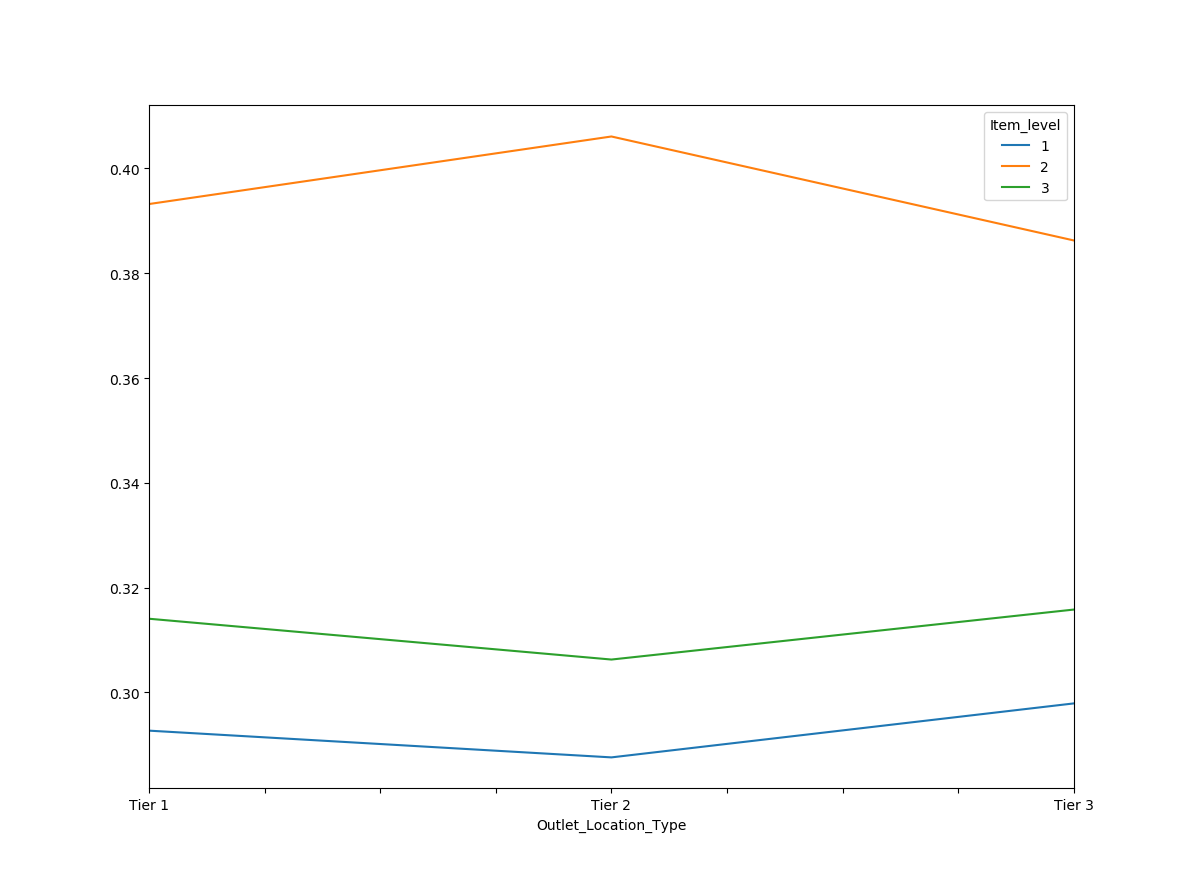 Item_level
1
2
3
0.40
0.38
0.36
0.34
0.32
0.30
Tier 1
Tier 2
Tier 3
Outlet_Location_Type